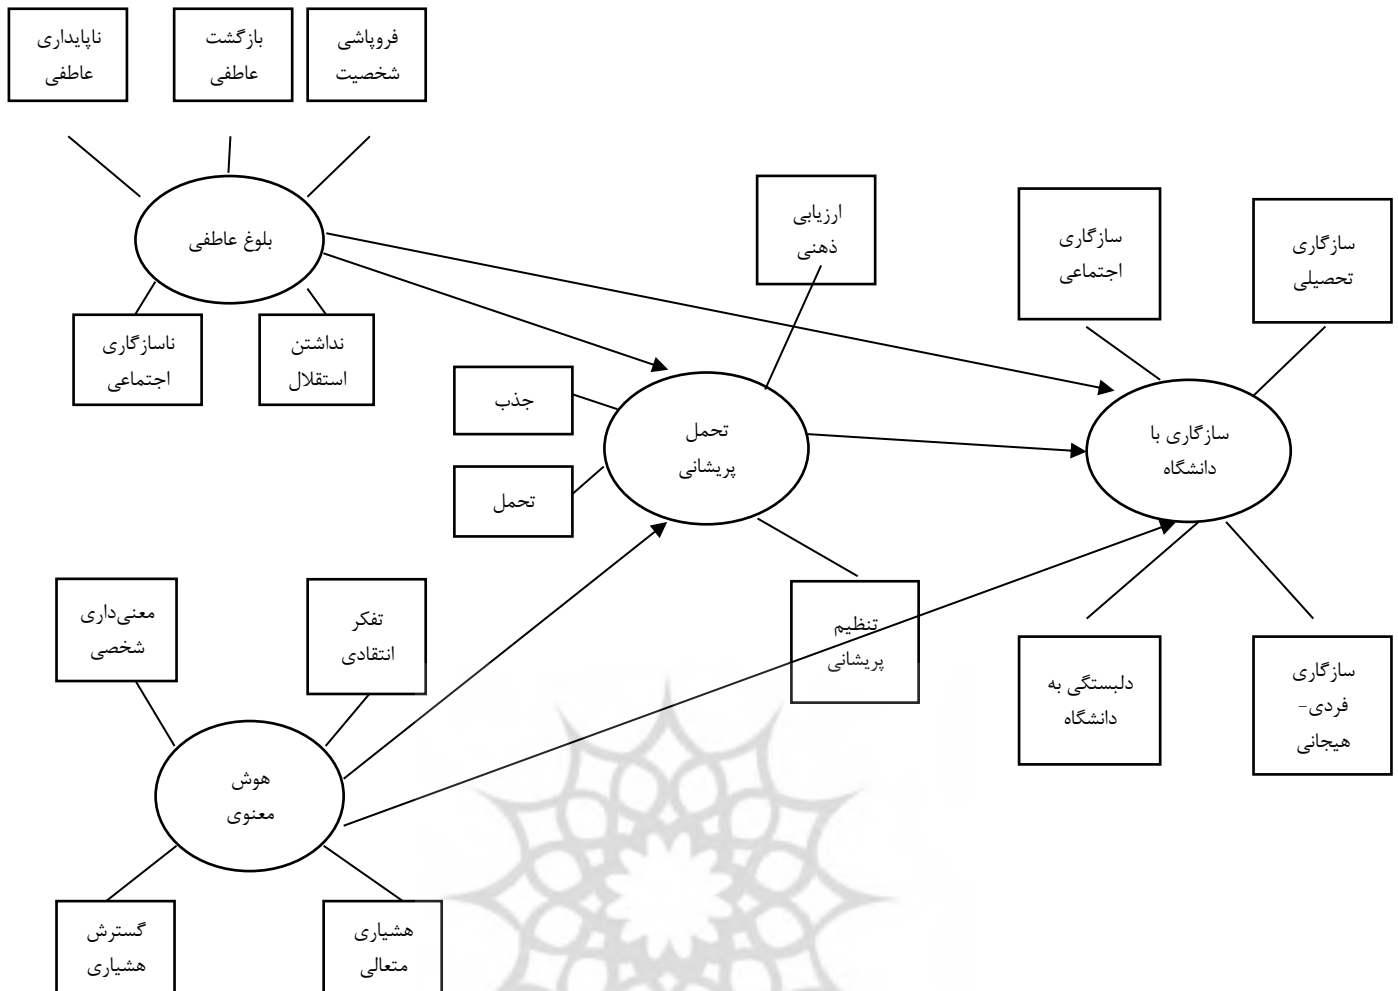 فروپاشی
شخصیت
بازگشت
عاطفی
ناپایداری
عاطفی
بلوغ عاطفی
نداشتن
استقلال
ناسازگاری
اجتماعی
سازگاری
تحصیلی
سازگاری
اجتماعی
ارزیابی
ذهنی
جذب
تحمل
تحمل
پریشانی
سازگاری با
دانشگاه
تنظیم
پریشانی
سازگاری
فردی-
هیجانی
دلبستگی به
دانشگاه
تفکر
انتقادی
معنی‌داری
شخصی
هوش
معنوی
هشیاری
متعالی
گسترش
هشیاری